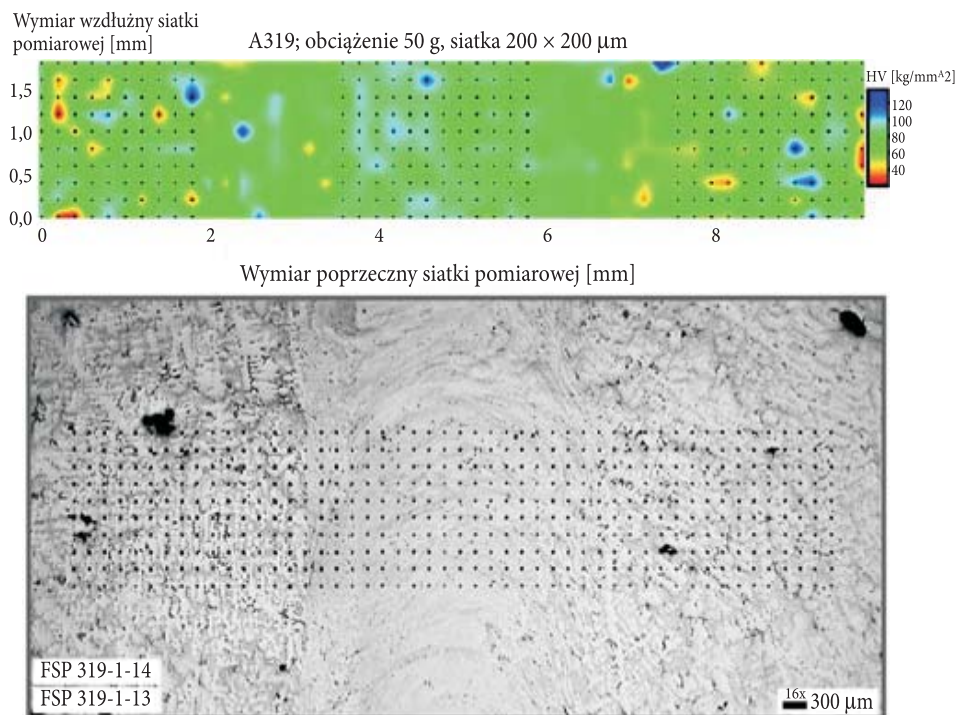 Wymiar wzdłużny siatki
pomiarowej [mm]
A319; obciążenie 50 g, siatka 200 × 200 μm
HV [kg/mm^2]
1,5
1,0
0,5
0,0
120
100
80
60
40
0 2 4 6 8
Wymiar poprzeczny siatki pomiarowej [mm]
FSP 319-1-14
FSP 319-1-13
16x 300 μm